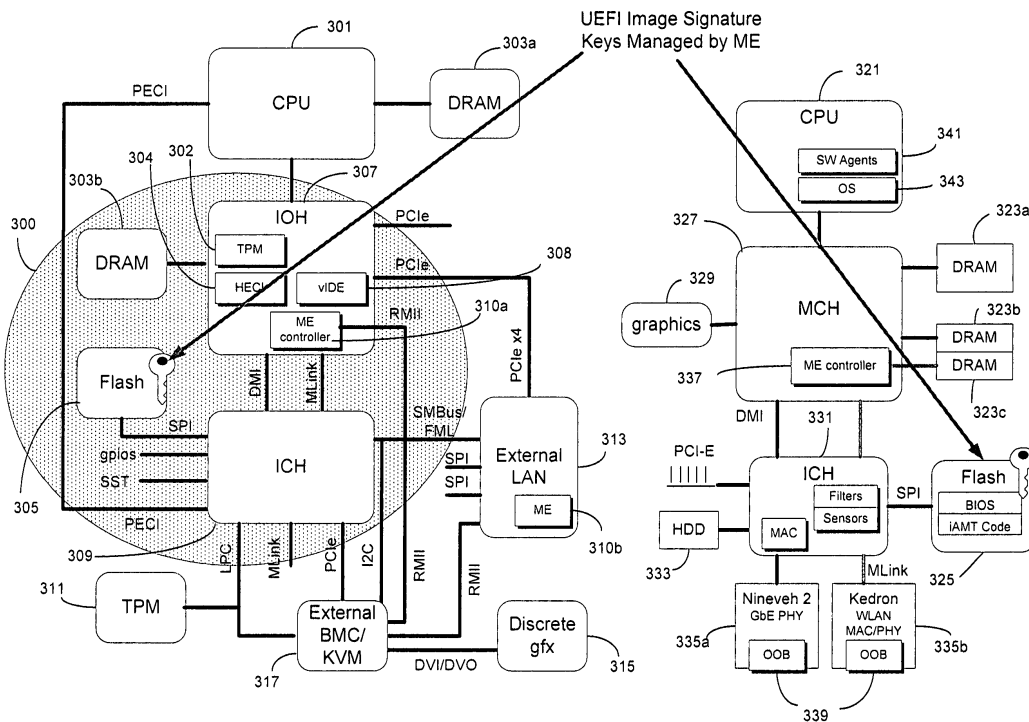 UEFI Image Signature
Keys Managed by ME
301
303a
CPU
DRAM
PECI
304
302
303b
307
300
IOH
PCIe
TPM
DRAM
PCIe
308
HECI
vIDE
RMII
310a
ME
controller
Flash
DMI
MLink
PCIe x4
SPI
SMBus/
FML
gpios
ICH
SPI
External
LAN
313
SST
SPI
305
ME
PECI
310b
309
LPC
MLink
PCIe
I2C
RMII
RMII
311
TPM
External
BMC/
KVM
Discrete
gfx
317
DVI/DVO
315
321
CPU
SW Agents
341
OS
343
327
323a
DRAM
329
MCH
graphics
323b
DRAM
ME controller
DRAM
337
323c
DMI
331
PCI-E
ICH
Flash
Filters
SPI
Sensors
BIOS
HDD
MAC
iAMT Code
333
MLink
325
Nineveh 2
GbE PHY
Kedron
WLAN
MAC/PHY
335a
335b
OOB
OOB
339